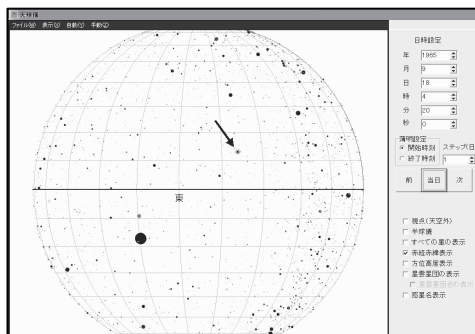 天球儀
ファイル(W) 表示(X) 自動(Y) 手動(Z)
日時設定
年 1965
月 9
日 18
時 4
分 20
秒 0
薄明設定
開始時刻 ステップ(日)
終了時刻 1
前 当日 次
東
視点(天空外)
半球儀
すべての星の表示
赤経赤緯表示
方位高度表示
星雲星団の表示
星雲星団名の表示
惑星名表示